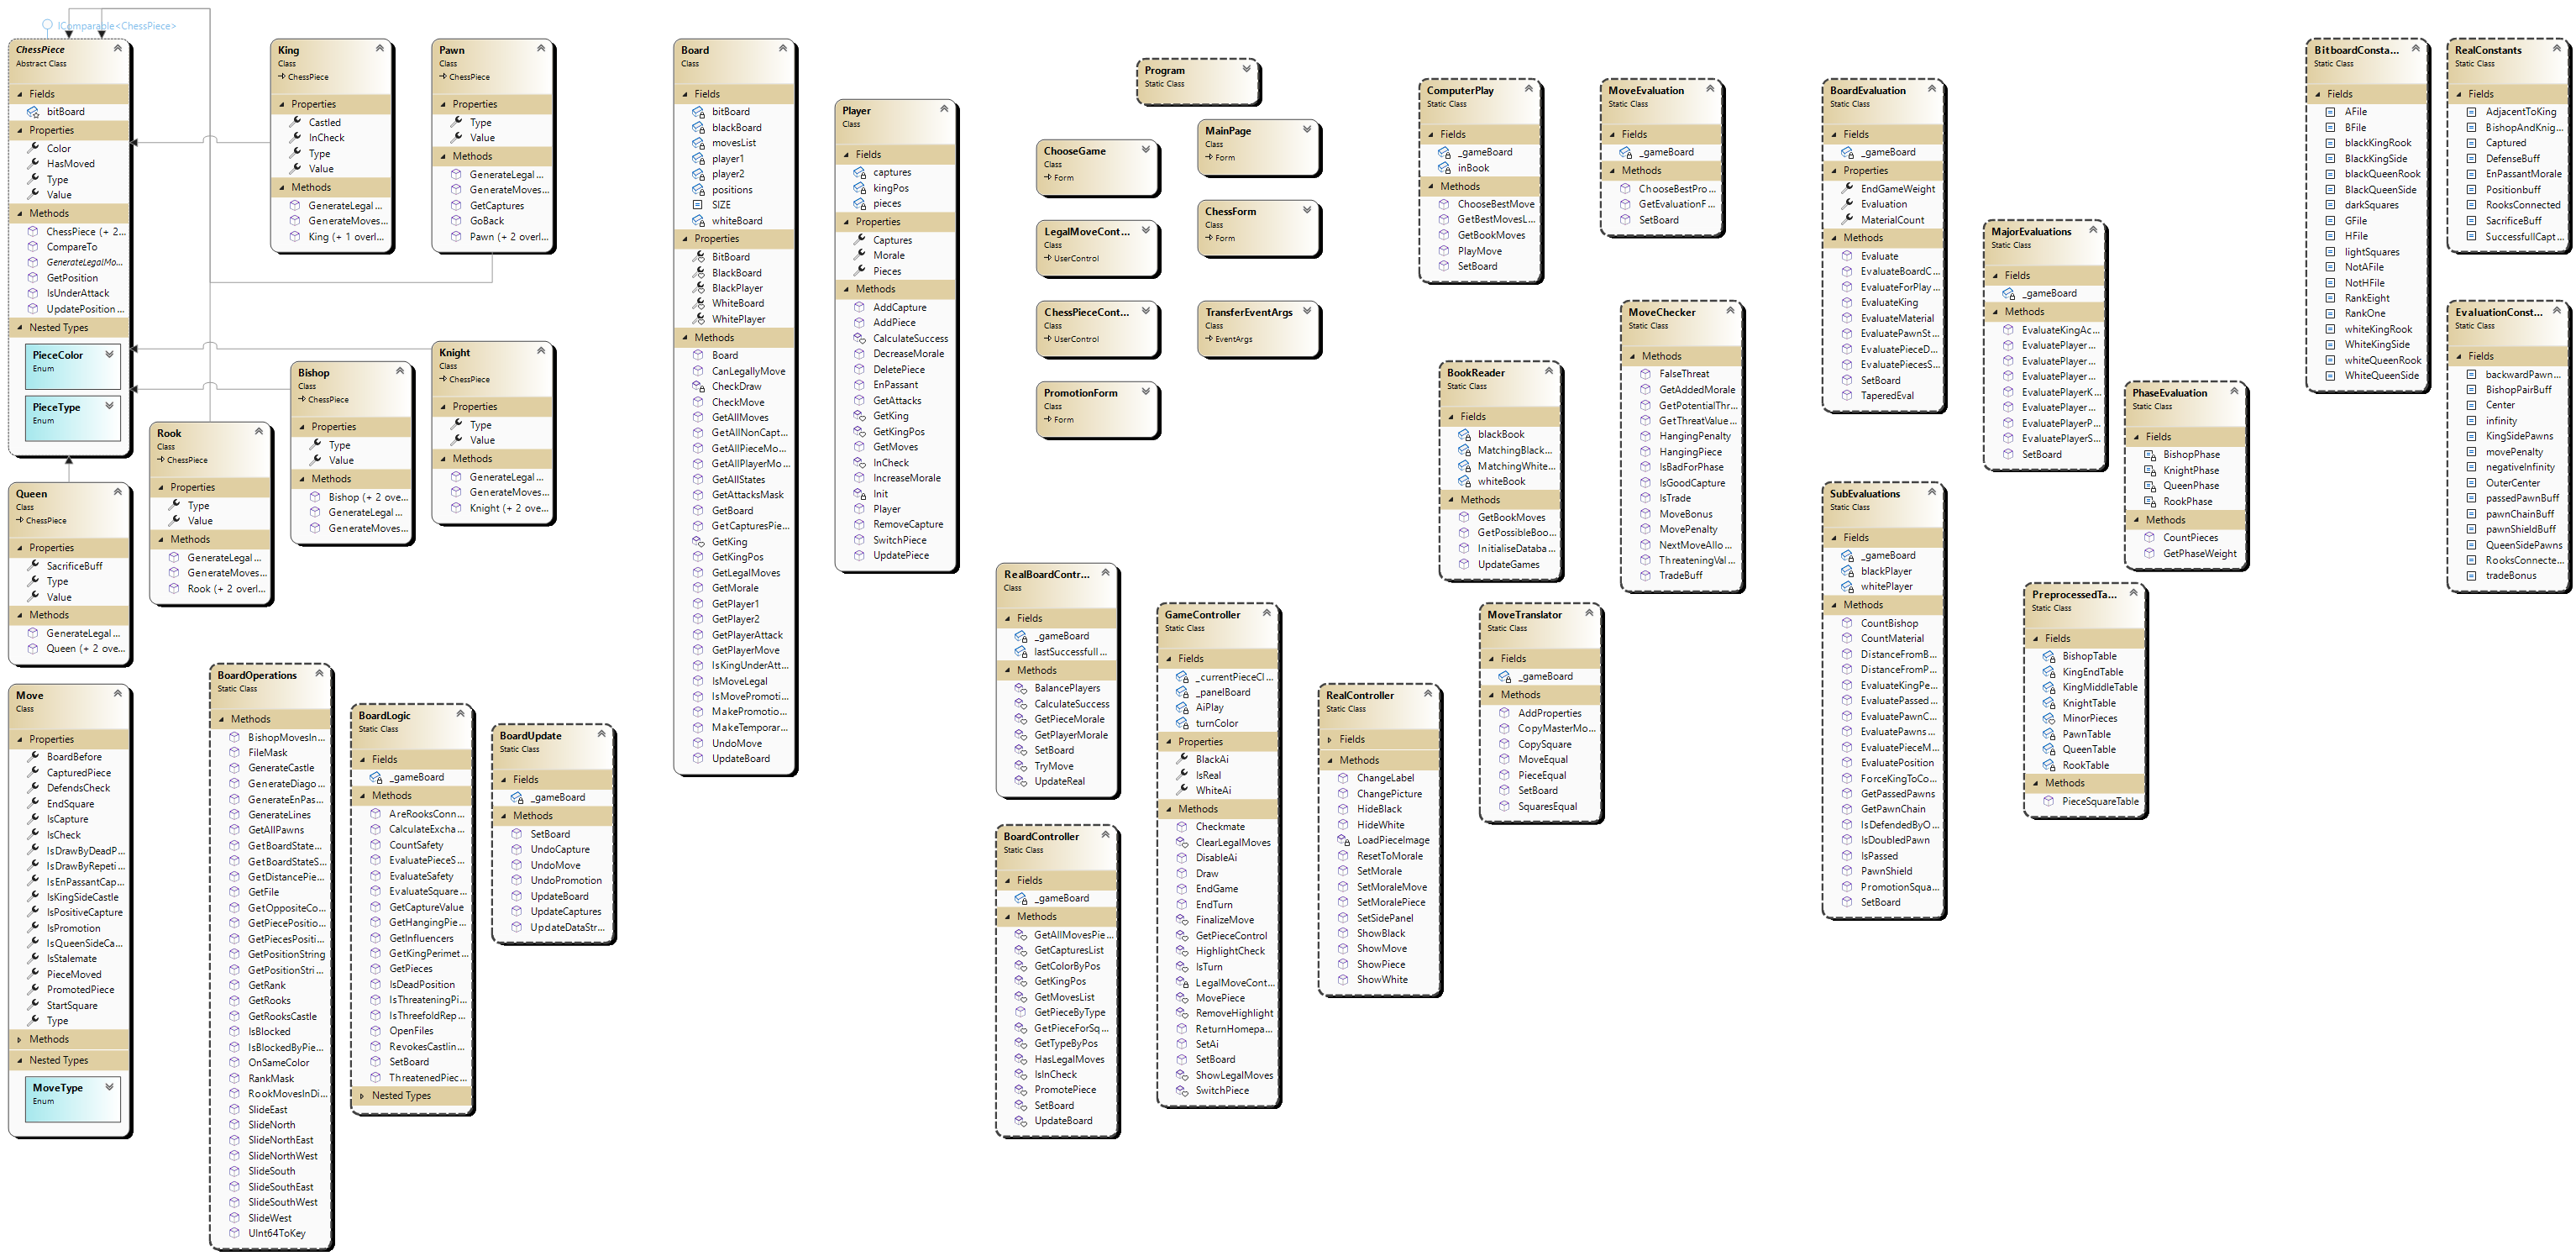 IComparable<ChessPiece>
ChessPiece
Abstract Class
Fields
bitBoard
Properties
Color
HasMoved
Type
Value
Methods
ChessPiece (+ 2...
CompareTo
GenerateLegalMo...
GetPosition
IsUnderAttack
UpdatePosition...
Nested Types
PieceColor
Enum
PieceType
Enum
King
Class
ChessPiece
Properties
Castled
InCheck
Type
Value
Methods
GenerateLegal...
GenerateMoves...
King (+ 1 overl...
Pawn
Class
ChessPiece
Properties
Type
Value
Methods
GenerateLegal...
GenerateMoves...
GetCaptures
GoBack
Pawn (+ 2 overl...
Knight
Class
ChessPiece
Properties
Type
Value
Methods
GenerateLegal...
GenerateMoves...
Knight (+ 2 ove...
Bishop
Class
ChessPiece
Properties
Type
Value
Methods
Bishop (+ 2 ove...
GenerateLegal...
GenerateMoves...
Rook
Class
ChessPiece
Properties
Type
Value
Methods
GenerateLegal...
GenerateMoves...
Rook (+ 2 overl...
Queen
Class
ChessPiece
Properties
SacrificeBuff
Type
Value
Methods
GenerateLegal...
Queen (+ 2 ove...
Move
Class
Properties
BoardBefore
CapturedPiece
DefendsCheck
EndSquare
IsCapture
IsCheck
IsDrawByDeadP...
IsDrawByRepeti...
IsEnPassantCap...
IsKingSideCastle
IsPositiveCapture
IsPromotion
IsQueenSideCa...
IsStalemate
PieceMoved
PromotedPiece
StartSquare
Type
Methods
Nested Types
MoveType
Enum
BoardOperations
Static Class
Methods
BishopMovesIn...
FileMask
GenerateCastle
GenerateDiago...
GenerateEnPas...
GenerateLines
GetAllPawns
GetBoardState...
GetBoardStateS...
GetDistancePie...
GetFile
GetOppositeCo...
GetPiecePositio...
GetPiecesPositi...
GetPositionString
GetPositionStri...
GetRank
GetRooks
GetRooksCastle
IsBlocked
IsBlockedByPie...
OnSameColor
RankMask
RookMovesInDi...
SlideEast
SlideNorth
SlideNorthEast
SlideNorthWest
SlideSouth
SlideSouthEast
SlideSouthWest
SlideWest
UInt64ToKey
BoardLogic
Static Class
Fields
_gameBoard
Methods
AreRooksConn...
CalculateExcha...
CountSafety
EvaluatePieceS...
EvaluateSafety
EvaluateSquare...
GetCaptureValue
GetHangingPie...
GetInfluencers
GetKingPerimet...
GetPieces
IsDeadPosition
IsThreateningPi...
IsThreefoldRep...
OpenFiles
RevokesCastlin...
SetBoard
ThreatenedPiec...
Nested Types
BoardUpdate
Static Class
Fields
_gameBoard
Methods
SetBoard
UndoCapture
UndoMove
UndoPromotion
UpdateBoard
UpdateCaptures
UpdateDataStr...
Board
Class
Fields
bitBoard
blackBoard
movesList
player1
player2
positions
SIZE
whiteBoard
Properties
BitBoard
BlackBoard
BlackPlayer
WhiteBoard
WhitePlayer
Methods
Board
CanLegallyMove
CheckDraw
CheckMove
GetAllMoves
GetAllNonCapt...
GetAllPieceMo...
GetAllPlayerMo...
GetAllStates
GetAttacksMask
GetBoard
GetCapturesPie...
GetKing
GetKingPos
GetLegalMoves
GetMorale
GetPlayer1
GetPlayer2
GetPlayerAttack
GetPlayerMove
IsKingUnderAtt...
IsMoveLegal
IsMovePromoti...
MakePromotio...
MakeTemporar...
UndoMove
UpdateBoard
Player
Class
Fields
captures
kingPos
pieces
Properties
Captures
Morale
Pieces
Methods
AddCapture
AddPiece
CalculateSuccess
DecreaseMorale
DeletePiece
EnPassant
GetAttacks
GetKing
GetKingPos
GetMoves
InCheck
IncreaseMorale
Init
Player
RemoveCapture
SwitchPiece
UpdatePiece
Program
Static Class
ChooseGame
Class
Form
MainPage
Class
Form
LegalMoveCont...
Class
UserControl
ChessForm
Class
Form
ChessPieceCont...
Class
UserControl
TransferEventArgs
Class
EventArgs
PromotionForm
Class
Form
RealBoardContr...
Class
Fields
_gameBoard
lastSuccessfull...
Methods
BalancePlayers
CalculateSuccess
GetPieceMorale
GetPlayerMorale
SetBoard
TryMove
UpdateReal
BoardController
Static Class
Fields
_gameBoard
Methods
GetAllMovesPie...
GetCapturesList
GetColorByPos
GetKingPos
GetMovesList
GetPieceByType
GetPieceForSq...
GetTypeByPos
HasLegalMoves
IsInCheck
PromotePiece
SetBoard
UpdateBoard
GameController
Static Class
Fields
_currentPieceCl...
_panelBoard
AiPlay
turnColor
Properties
BlackAi
IsReal
WhiteAi
Methods
Checkmate
ClearLegalMoves
DisableAi
Draw
EndGame
EndTurn
FinalizeMove
GetPieceControl
HighlightCheck
IsTurn
LegalMoveCont...
MovePiece
RemoveHighlight
ReturnHomepa...
SetAi
SetBoard
ShowLegalMoves
SwitchPiece
RealController
Static Class
Fields
Methods
ChangeLabel
ChangePicture
HideBlack
HideWhite
LoadPieceImage
ResetToMorale
SetMorale
SetMoraleMove
SetMoralePiece
SetSidePanel
ShowBlack
ShowMove
ShowPiece
ShowWhite
ComputerPlay
Static Class
Fields
_gameBoard
inBook
Methods
ChooseBestMove
GetBestMovesL...
GetBookMoves
PlayMove
SetBoard
BookReader
Static Class
Fields
blackBook
MatchingBlack...
MatchingWhite...
whiteBook
Methods
GetBookMoves
GetPossibleBoo...
InitialiseDataba...
UpdateGames
MoveTranslator
Static Class
Fields
_gameBoard
Methods
AddProperties
CopyMasterMo...
CopySquare
MoveEqual
PieceEqual
SetBoard
SquaresEqual
MoveEvaluation
Static Class
Fields
_gameBoard
Methods
ChooseBestPro...
GetEvaluationF...
SetBoard
MoveChecker
Static Class
Methods
FalseThreat
GetAddedMorale
GetPotentialThr...
GetThreatValue...
HangingPenalty
HangingPiece
IsBadForPhase
IsGoodCapture
IsTrade
MoveBonus
MovePenalty
NextMoveAllo...
ThreateningVal...
TradeBuff
BoardEvaluation
Static Class
Fields
_gameBoard
Properties
EndGameWeight
Evaluation
MaterialCount
Methods
Evaluate
EvaluateBoardC...
EvaluateForPlay...
EvaluateKing
EvaluateMaterial
EvaluatePawnSt...
EvaluatePieceD...
EvaluatePiecesS...
SetBoard
TaperedEval
SubEvaluations
Static Class
Fields
_gameBoard
blackPlayer
whitePlayer
Methods
CountBishop
CountMaterial
DistanceFromB...
DistanceFromP...
EvaluateKingPe...
EvaluatePassed...
EvaluatePawnC...
EvaluatePawns...
EvaluatePieceM...
EvaluatePosition
ForceKingToCo...
GetPassedPawns
GetPawnChain
IsDefendedByO...
IsDoubledPawn
IsPassed
PawnShield
PromotionSqua...
SetBoard
MajorEvaluations
Static Class
Fields
_gameBoard
Methods
EvaluateKingAc...
EvaluatePlayer...
EvaluatePlayer...
EvaluatePlayer...
EvaluatePlayerK...
EvaluatePlayer...
EvaluatePlayerP...
EvaluatePlayerS...
SetBoard
PhaseEvaluation
Static Class
Fields
BishopPhase
KnightPhase
QueenPhase
RookPhase
Methods
CountPieces
GetPhaseWeight
PreprocessedTa...
Static Class
Fields
BishopTable
KingEndTable
KingMiddleTable
KnightTable
MinorPieces
PawnTable
QueenTable
RookTable
Methods
PieceSquareTable
BitboardConsta...
Static Class
Fields
AFile
BFile
blackKingRook
BlackKingSide
blackQueenRook
BlackQueenSide
darkSquares
GFile
HFile
lightSquares
NotAFile
NotHFile
RankEight
RankOne
whiteKingRook
WhiteKingSide
whiteQueenRook
WhiteQueenSide
RealConstants
Static Class
Fields
AdjacentToKing
BishopAndKnig...
Captured
DefenseBuff
EnPassantMorale
Positionbuff
RooksConnected
SacrificeBuff
SuccessfullCapt...
EvaluationConst...
Static Class
Fields
backwardPawn...
BishopPairBuff
Center
infinity
KingSidePawns
movePenalty
negativeInfinity
OuterCenter
passedPawnBuff
pawnChainBuff
pawnShieldBuff
QueenSidePawns
RooksConnecte...
tradeBonus